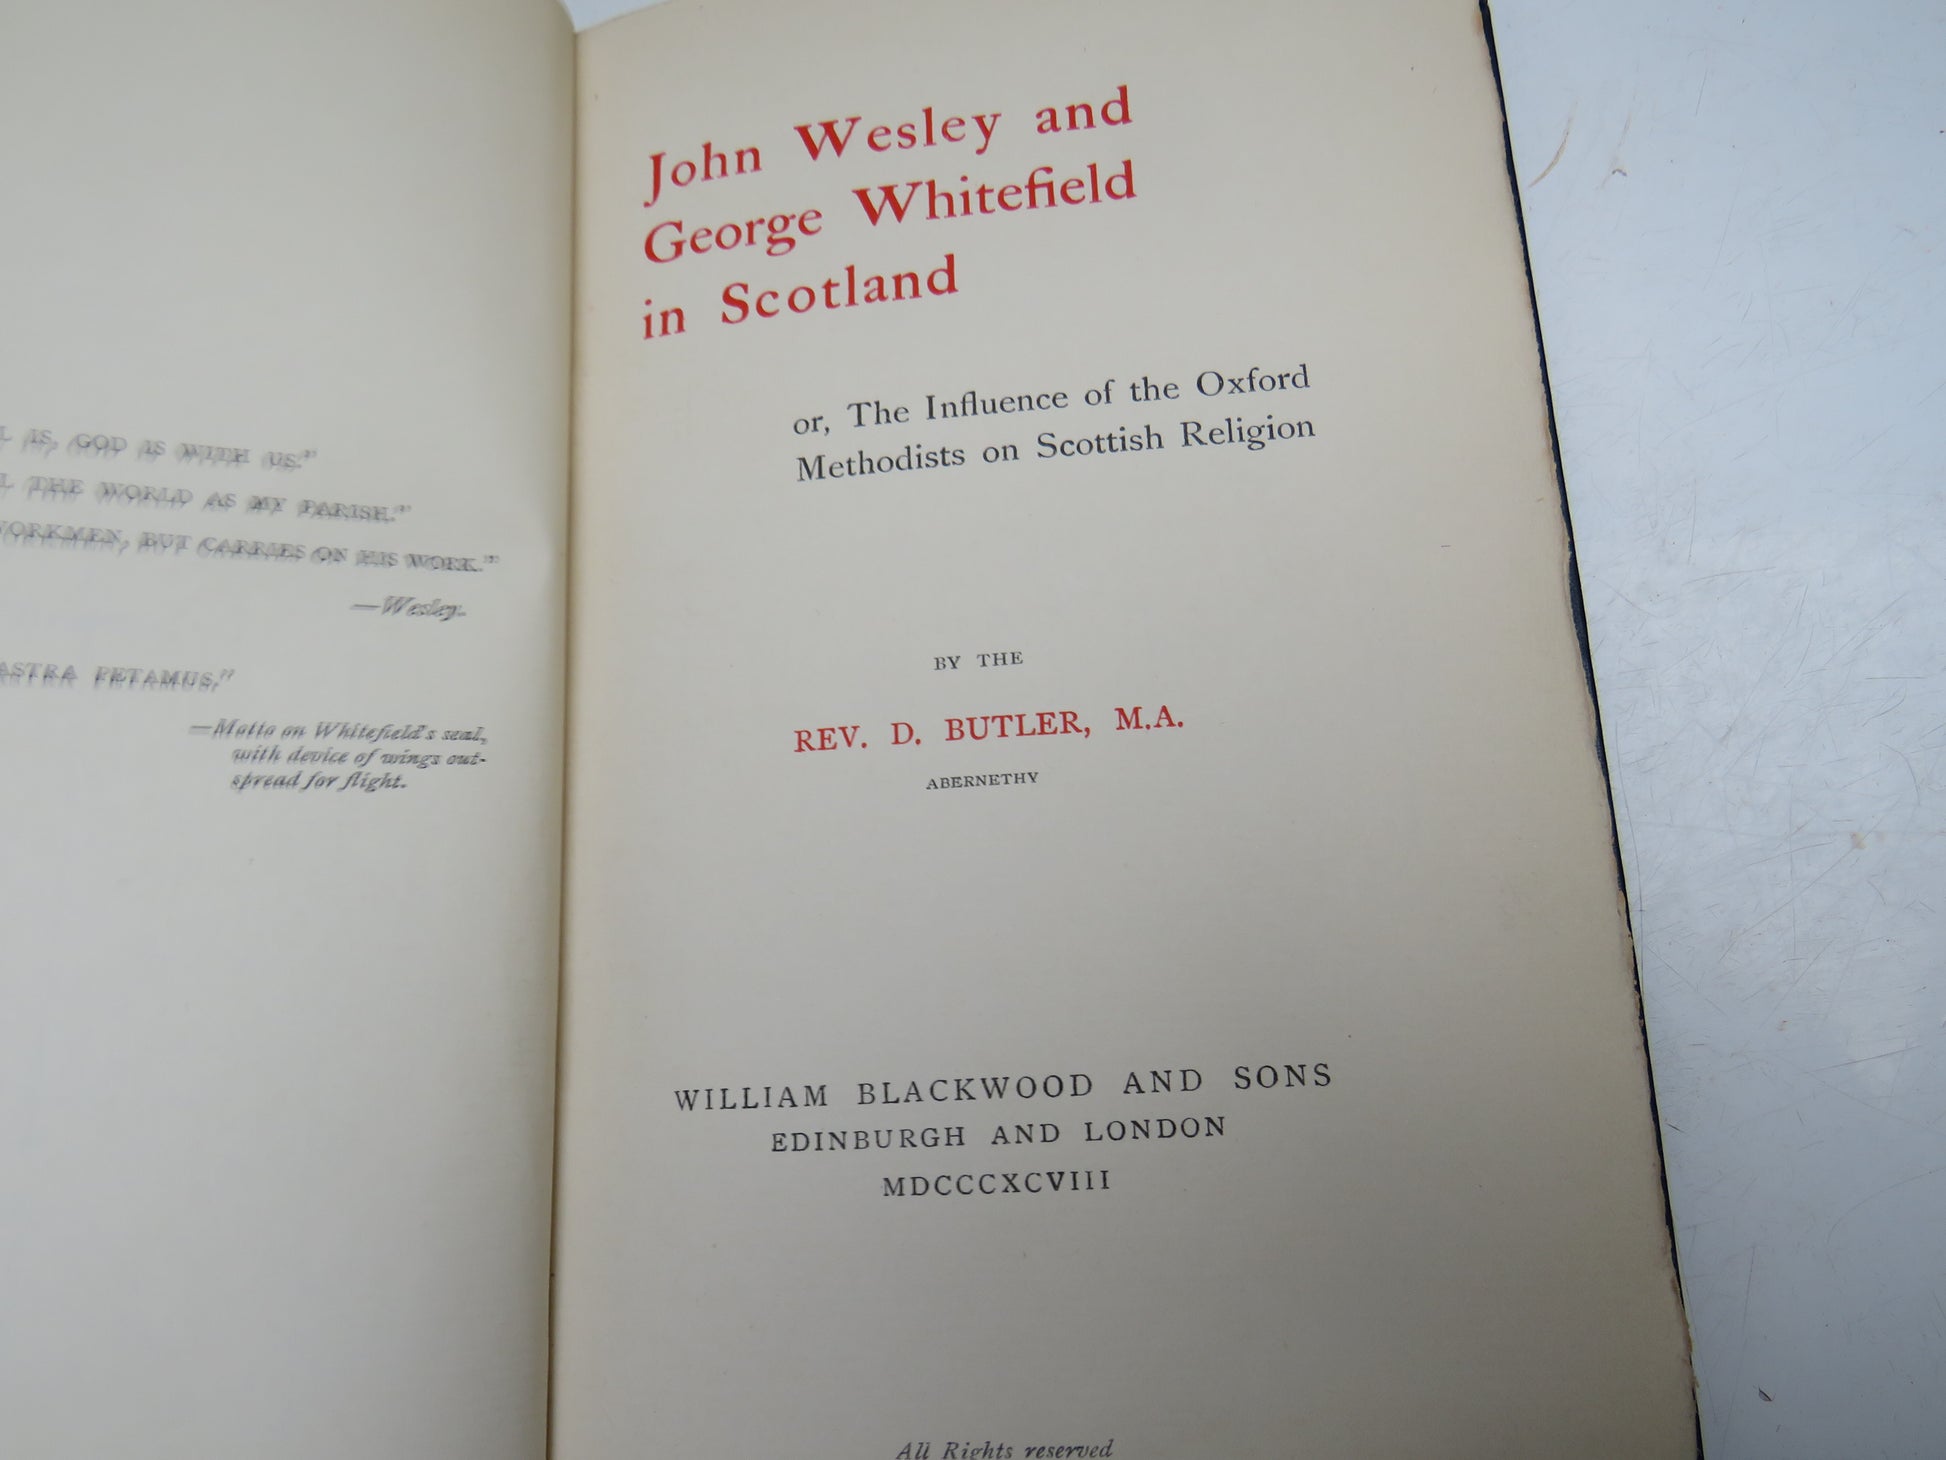 IS, GOD IS WITH US."
THE WORLD AS MY PARISH."
WORKMEN, BUT CARRIES ON HIS WORK."
—Wesley.
ASTRA PETAMUS."
—Motto on Whitefield's seal,
with device of wings out-
spread for flight.
John Wesley and
George Whitefield
in Scotland
or, The Influence of the Oxford
Methodists on Scottish Religion
BY THE
REV. D. BUTLER, M.A.
ABERNETHY
WILLIAM BLACKWOOD AND SONS
EDINBURGH AND LONDON
MDCCCXCVIII
All Rights reserved